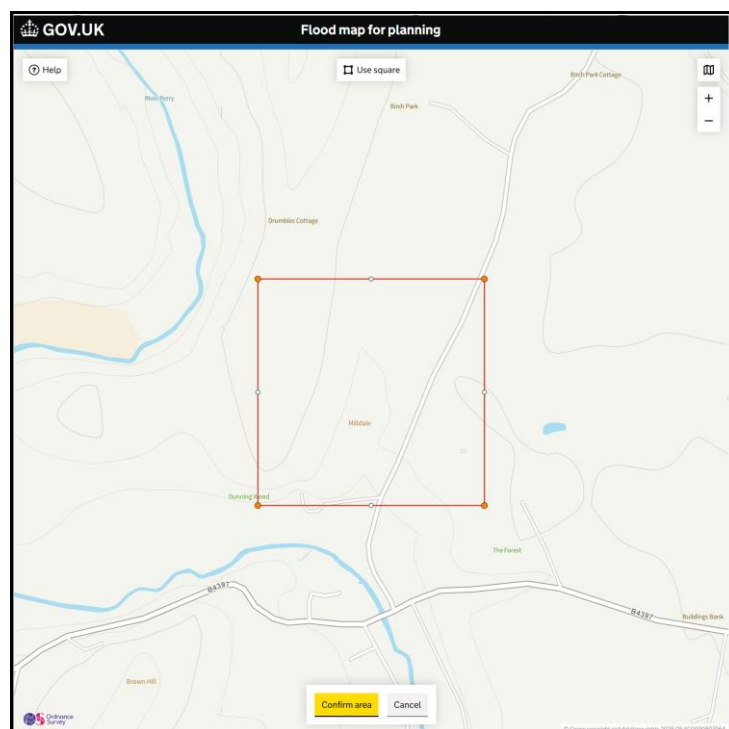 GOV.UK
Flood map for planning
Help
Use square
+
−
River Perry
Birch Park Cottage
Birch Park
Drumbles Cottage
Milldale
Dunning Wood
The Forest
B4397
B4397
Buildings Bank
Brown Hill
Confirm area
Cancel
Ordnance
Survey